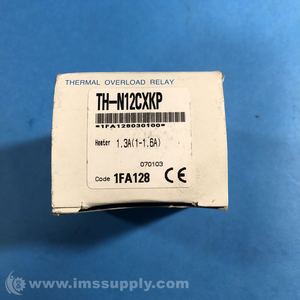 THERMAL OVERLOAD RELAY
TH-N12CXKP
*1FA128030100*
Heater 1.3A(1-1.6A)
070103
Code 1FA128 CE
© www.imssupply.com